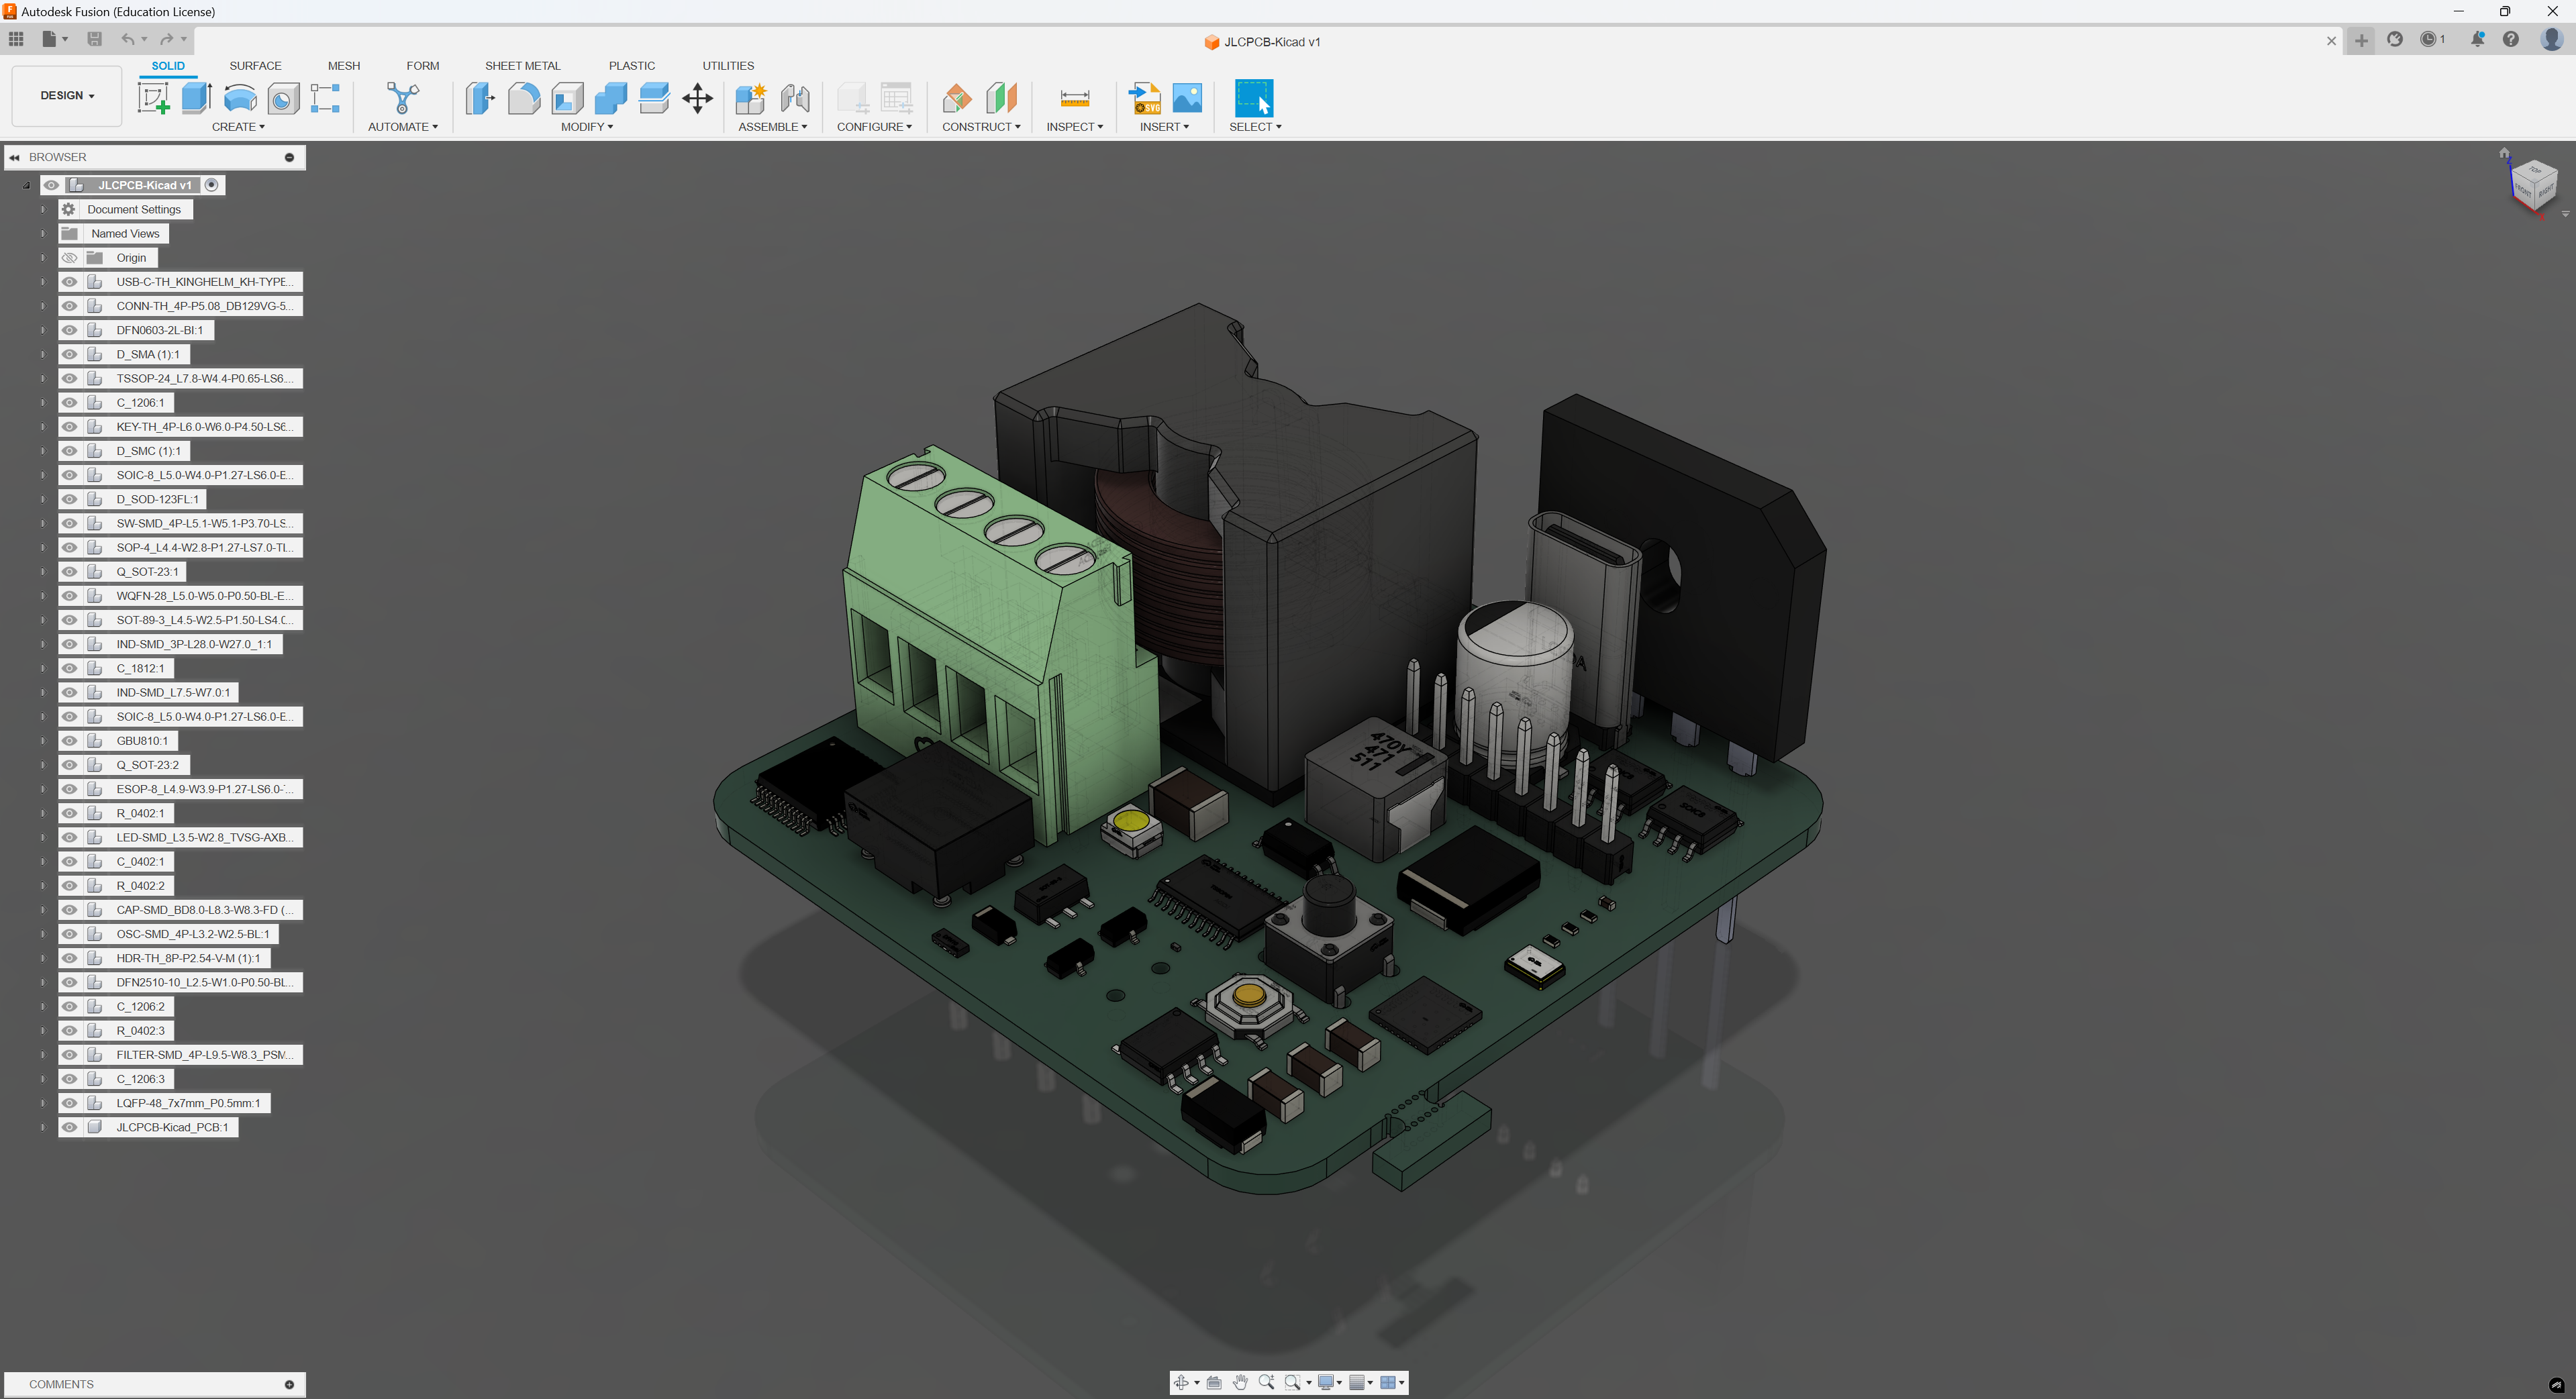 Autodesk Fusion (Education License)
JLCPCB-Kicad v1
1
SOLID SURFACE MESH FORM SHEET METAL PLASTIC UTILITIES
DESIGN
CREATE AUTOMATE MODIFY ASSEMBLE CONFIGURE CONSTRUCT INSPECT INSERT SELECT
SVG
BROWSER
TOP
FRONT
RIGHT
Z
JLCPCB-Kicad v1
Document Settings
Named Views
Origin
USB-C-TH_KINGHELM_KH-TYPE...
CONN-TH_4P-P5.08_DB129VG-5...
DFN0603-2L-BI:1
D_SMA (1):1
TSSOP-24_L7.8-W4.4-P0.65-LS6...
C_1206:1
KEY-TH_4P-L6.0-W6.0-P4.50-LS6...
D_SMC (1):1
SOIC-8_L5.0-W4.0-P1.27-LS6.0-E...
D_SOD-123FL:1
SW-SMD_4P-L5.1-W5.1-P3.70-LS...
SOP-4_L4.4-W2.8-P1.27-LS7.0-TL...
Q_SOT-23:1
WQFN-28_L5.0-W5.0-P0.50-BL-E...
SOT-89-3_L4.5-W2.5-P1.50-LS4.0...
IND-SMD_3P-L28.0-W27.0_1:1
C_1812:1
IND-SMD_L7.5-W7.0:1
SOIC-8_L5.0-W4.0-P1.27-LS6.0-E...
GBU810:1
Q_SOT-23:2
ESOP-8_L4.9-W3.9-P1.27-LS6.0-...
R_0402:1
LED-SMD_L3.5-W2.8_TVSG-AXB...
C_0402:1
R_0402:2
CAP-SMD_BD8.0-L8.3-W8.3-FD (...
OSC-SMD_4P-L3.2-W2.5-BL:1
HDR-TH_8P-P2.54-V-M (1):1
DFN2510-10_L2.5-W1.0-P0.50-BL...
C_1206:2
R_0402:3
FILTER-SMD_4P-L9.5-W8.3_PSM...
C_1206:3
LQFP-48_7x7mm_P0.5mm:1
JLCPCB-Kicad_PCB:1
470Y
471
511
SOIC8
COMMENTS